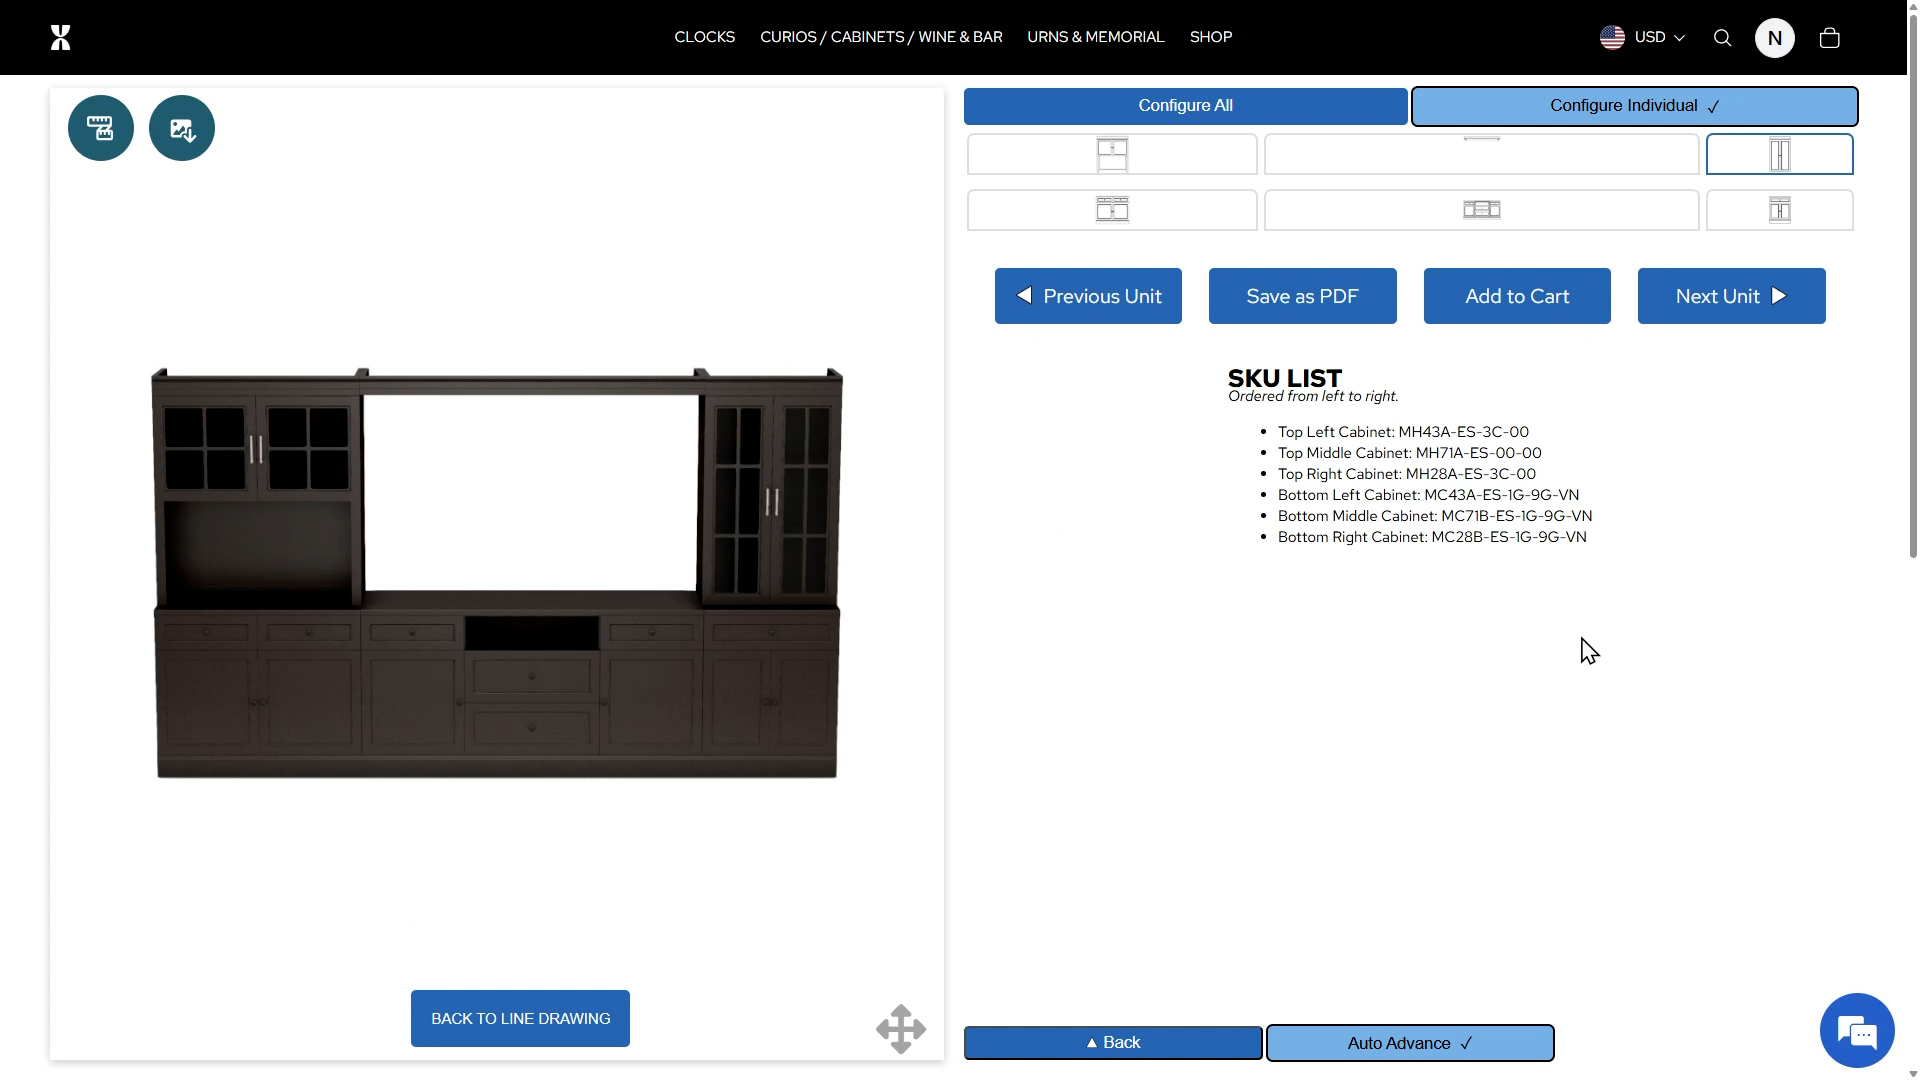 CLOCKS
CURIOS / CABINETS / WINE & BAR
URNS & MEMORIAL
SHOP
USD
N
Configure All
Configure Individual ✓
Previous Unit
Save as PDF
Add to Cart
Next Unit
SKU LIST
Ordered from left to right.
Top Left Cabinet: MH43A-ES-3C-00
Top Middle Cabinet: MH71A-ES-00-00
Top Right Cabinet: MH28A-ES-3C-00
Bottom Left Cabinet: MC43A-ES-1G-9G-VN
Bottom Middle Cabinet: MC71B-ES-1G-9G-VN
Bottom Right Cabinet: MC28B-ES-1G-9G-VN
BACK TO LINE DRAWING
Back
Auto Advance ✓